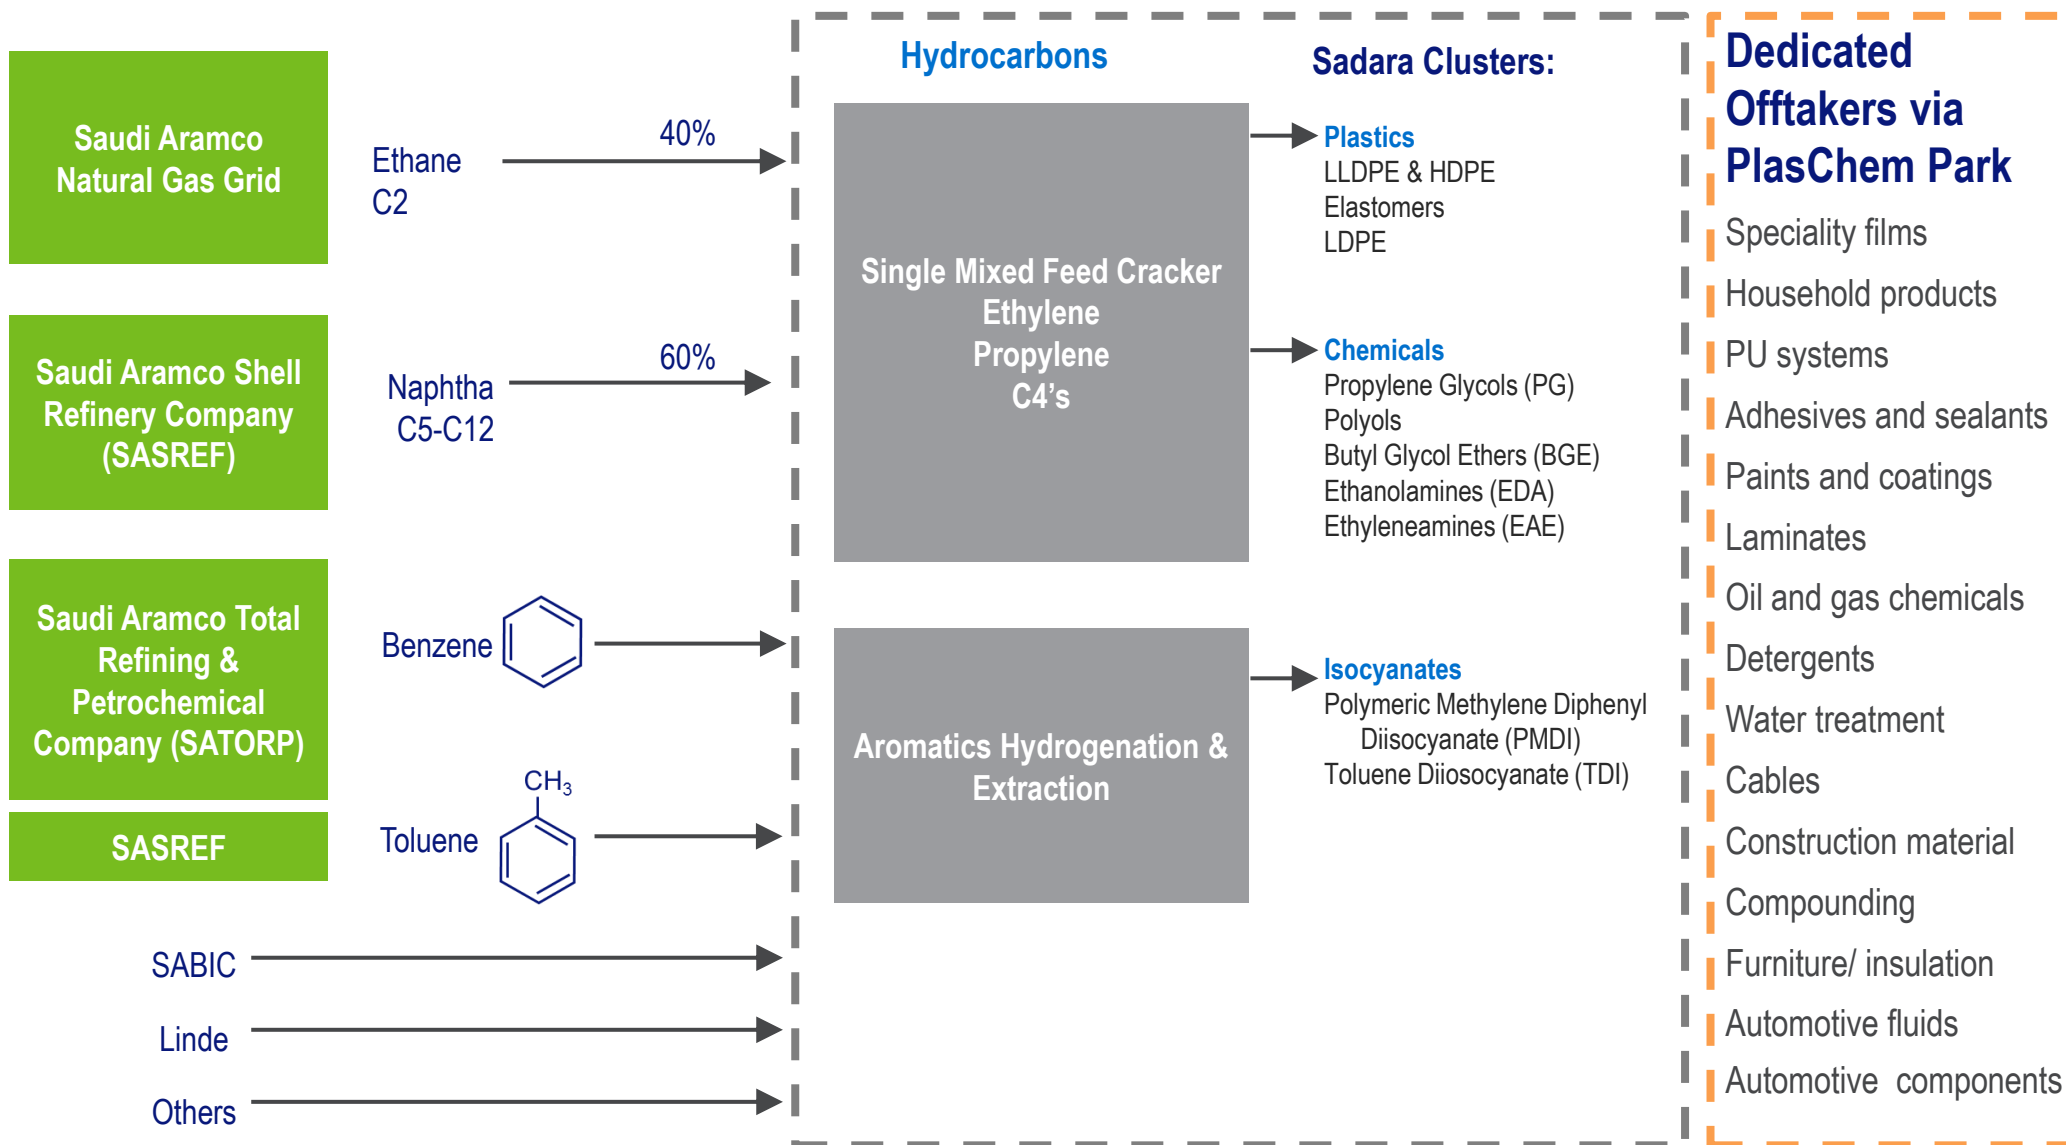 Saudi Aramco
Natural Gas Grid
Ethane
C2
40%
Saudi Aramco Shell
Refinery Company
(SASREF)
Naphtha
C5-C12
60%
Saudi Aramco Total
Refining &
Petrochemical
Company (SATORP)
Benzene
SASREF
Toluene
CH₃
SABIC
Linde
Others
Hydrocarbons
Single Mixed Feed Cracker
Ethylene
Propylene
C4’s
Aromatics Hydrogenation &
Extraction
Sadara Clusters:
Plastics
LLDPE & HDPE
Elastomers
LDPE
Chemicals
Propylene Glycols (PG)
Polyols
Butyl Glycol Ethers (BGE)
Ethanolamines (EDA)
Ethyleneamines (EAE)
Isocyanates
Polymeric Methylene Diphenyl
Diisocyanate (PMDI)
Toluene Diiosocyanate (TDI)
Dedicated
Offtakers via
PlasChem Park
Speciality films
Household products
PU systems
Adhesives and sealants
Paints and coatings
Laminates
Oil and gas chemicals
Detergents
Water treatment
Cables
Construction material
Compounding
Furniture/ insulation
Automotive fluids
Automotive  components